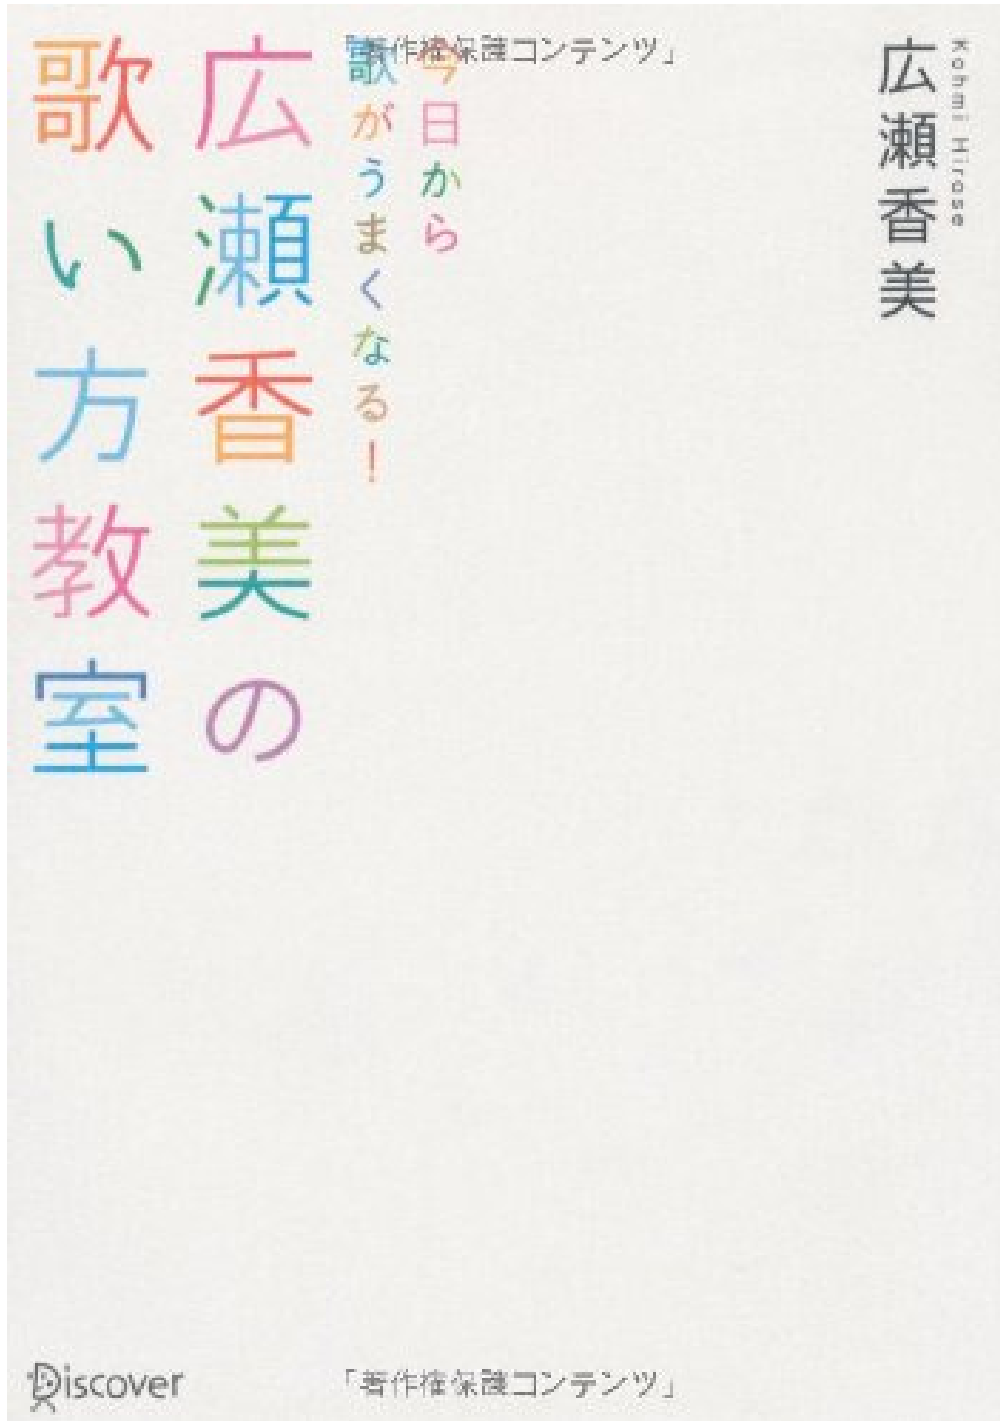 「著作権保護コンテンツ」
広瀬香美
Kohmi Hirose
今日から
歌がうまくなる！
広瀬香美の
歌い方教室
Discover
「著作権保護コンテンツ」